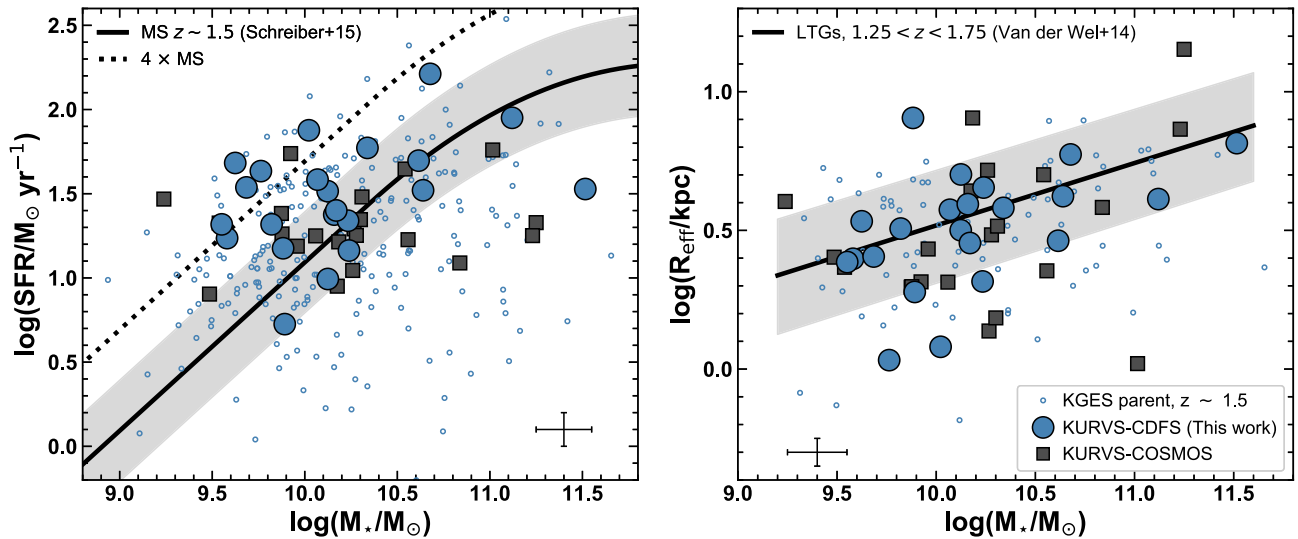 MS z ~ 1.5 (Schreiber+15)
4 × MS
log(SFR/M⊙ yr⁻¹)
2.5
2.0
1.5
1.0
0.5
0.0
9.0 9.5 10.0 10.5 11.0 11.5
log(M⋆/M⊙)
LTGs, 1.25 < z < 1.75 (Van der Wel+14)
log(R_eff/kpc)
1.0
0.5
0.0
KGES parent, z ~ 1.5
KURVS-CDFS (This work)
KURVS-COSMOS
9.0 9.5 10.0 10.5 11.0 11.5
log(M⋆/M⊙)